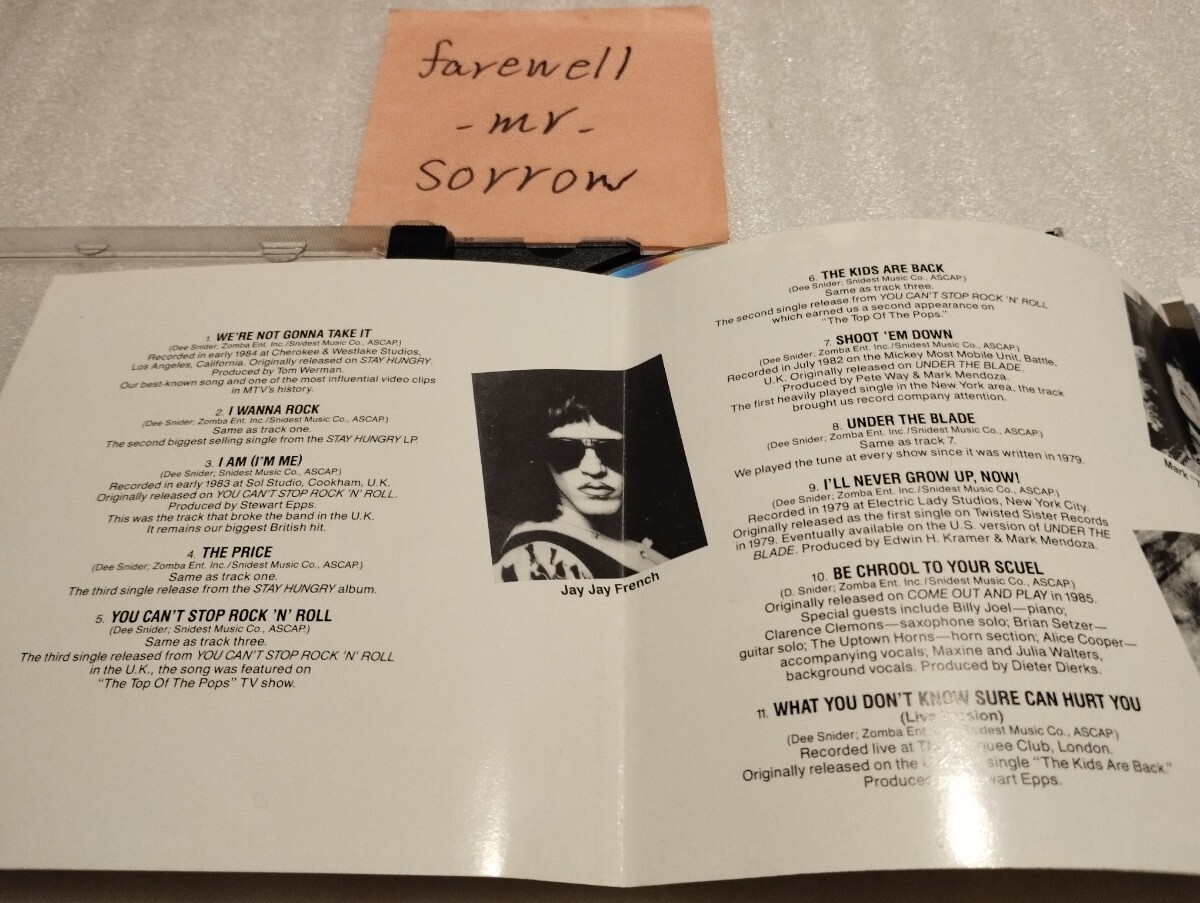 farewell
- mr -
sorrow
1. WE'RE NOT GONNA TAKE IT
(Dee Snider; Zomba Ent. Inc./Snidest Music Co., ASCAP.)
Recorded in early 1984 at Cherokee & Westlake Studios,
Los Angeles, California. Originally released on STAY HUNGRY.
Produced by Tom Werman.
Our best-known song and one of the most influential video clips
in MTV's history.
2. I WANNA ROCK
(Dee Snider; Zomba Ent. Inc./Snidest Music Co., ASCAP.)
Same as track one.
The second biggest selling single from the STAY HUNGRY LP.
3. I AM (I'M ME)
(Dee Snider; Snidest Music Co., ASCAP.)
Recorded in early 1983 at Sol Studio, Cookham, U.K.
Originally released on YOU CAN'T STOP ROCK 'N' ROLL.
Produced by Stewart Epps.
This was the track that broke the band in the U.K.
It remains our biggest British hit.
4. THE PRICE
(Dee Snider; Zomba Ent. Inc./Snidest Music Co., ASCAP.)
Same as track one.
The third single release from the STAY HUNGRY album.
5. YOU CAN'T STOP ROCK 'N' ROLL
(Dee Snider; Snidest Music Co., ASCAP.)
Same as track three.
The third single released from YOU CAN'T STOP ROCK 'N' ROLL
in the U.K., the song was featured on
"The Top Of The Pops" TV show.
Jay Jay French
6. THE KIDS ARE BACK
(Dee Snider; Snidest Music Co., ASCAP.)
Same as track three.
The second single release from YOU CAN'T STOP ROCK 'N' ROLL
which earned us a second appearance on
"The Top Of The Pops."
7. SHOOT 'EM DOWN
(Dee Snider; Zomba Ent. Inc./Snidest Music Co., ASCAP.)
Recorded in July 1982 on the Mickey Most Mobile Unit, Battle,
U.K. Originally released on UNDER THE BLADE.
Produced by Pete Way & Mark Mendoza.
The first heavily played single in the New York area, the track
brought us record company attention.
8. UNDER THE BLADE
(Dee Snider; Zomba Ent. Inc./Snidest Music Co., ASCAP.)
Same as track 7.
We played the tune at every show since it was written in 1979.
9. I'LL NEVER GROW UP, NOW!
(Dee Snider; Zomba Ent. Inc./Snidest Music Co., ASCAP.)
Recorded in 1979 at Electric Lady Studios, New York City.
Originally released as the first single on Twisted Sister Records
in 1979. Eventually available on the U.S. version of UNDER THE
BLADE. Produced by Edwin H. Kramer & Mark Mendoza.
10. BE CHROOL TO YOUR SCUEL
(D. Snider; Zomba Ent. Inc./Snidest Music Co., ASCAP.)
Originally released on COME OUT AND PLAY in 1985.
Special guests include Billy Joel—piano;
Clarence Clemons—saxophone solo; Brian Setzer—
guitar solo; The Uptown Horns—horn section; Alice Cooper—
accompanying vocals; Maxine and Julia Walters,
background vocals. Produced by Dieter Dierks.
11. WHAT YOU DON'T KNOW SURE CAN HURT YOU
(Live Version)
(Dee Snider; Zomba Ent. Music Co., ASCAP.)
Recorded live at Club, London.
Originally released on the single "The Kids Are Back."
Produced Epps.
Mark